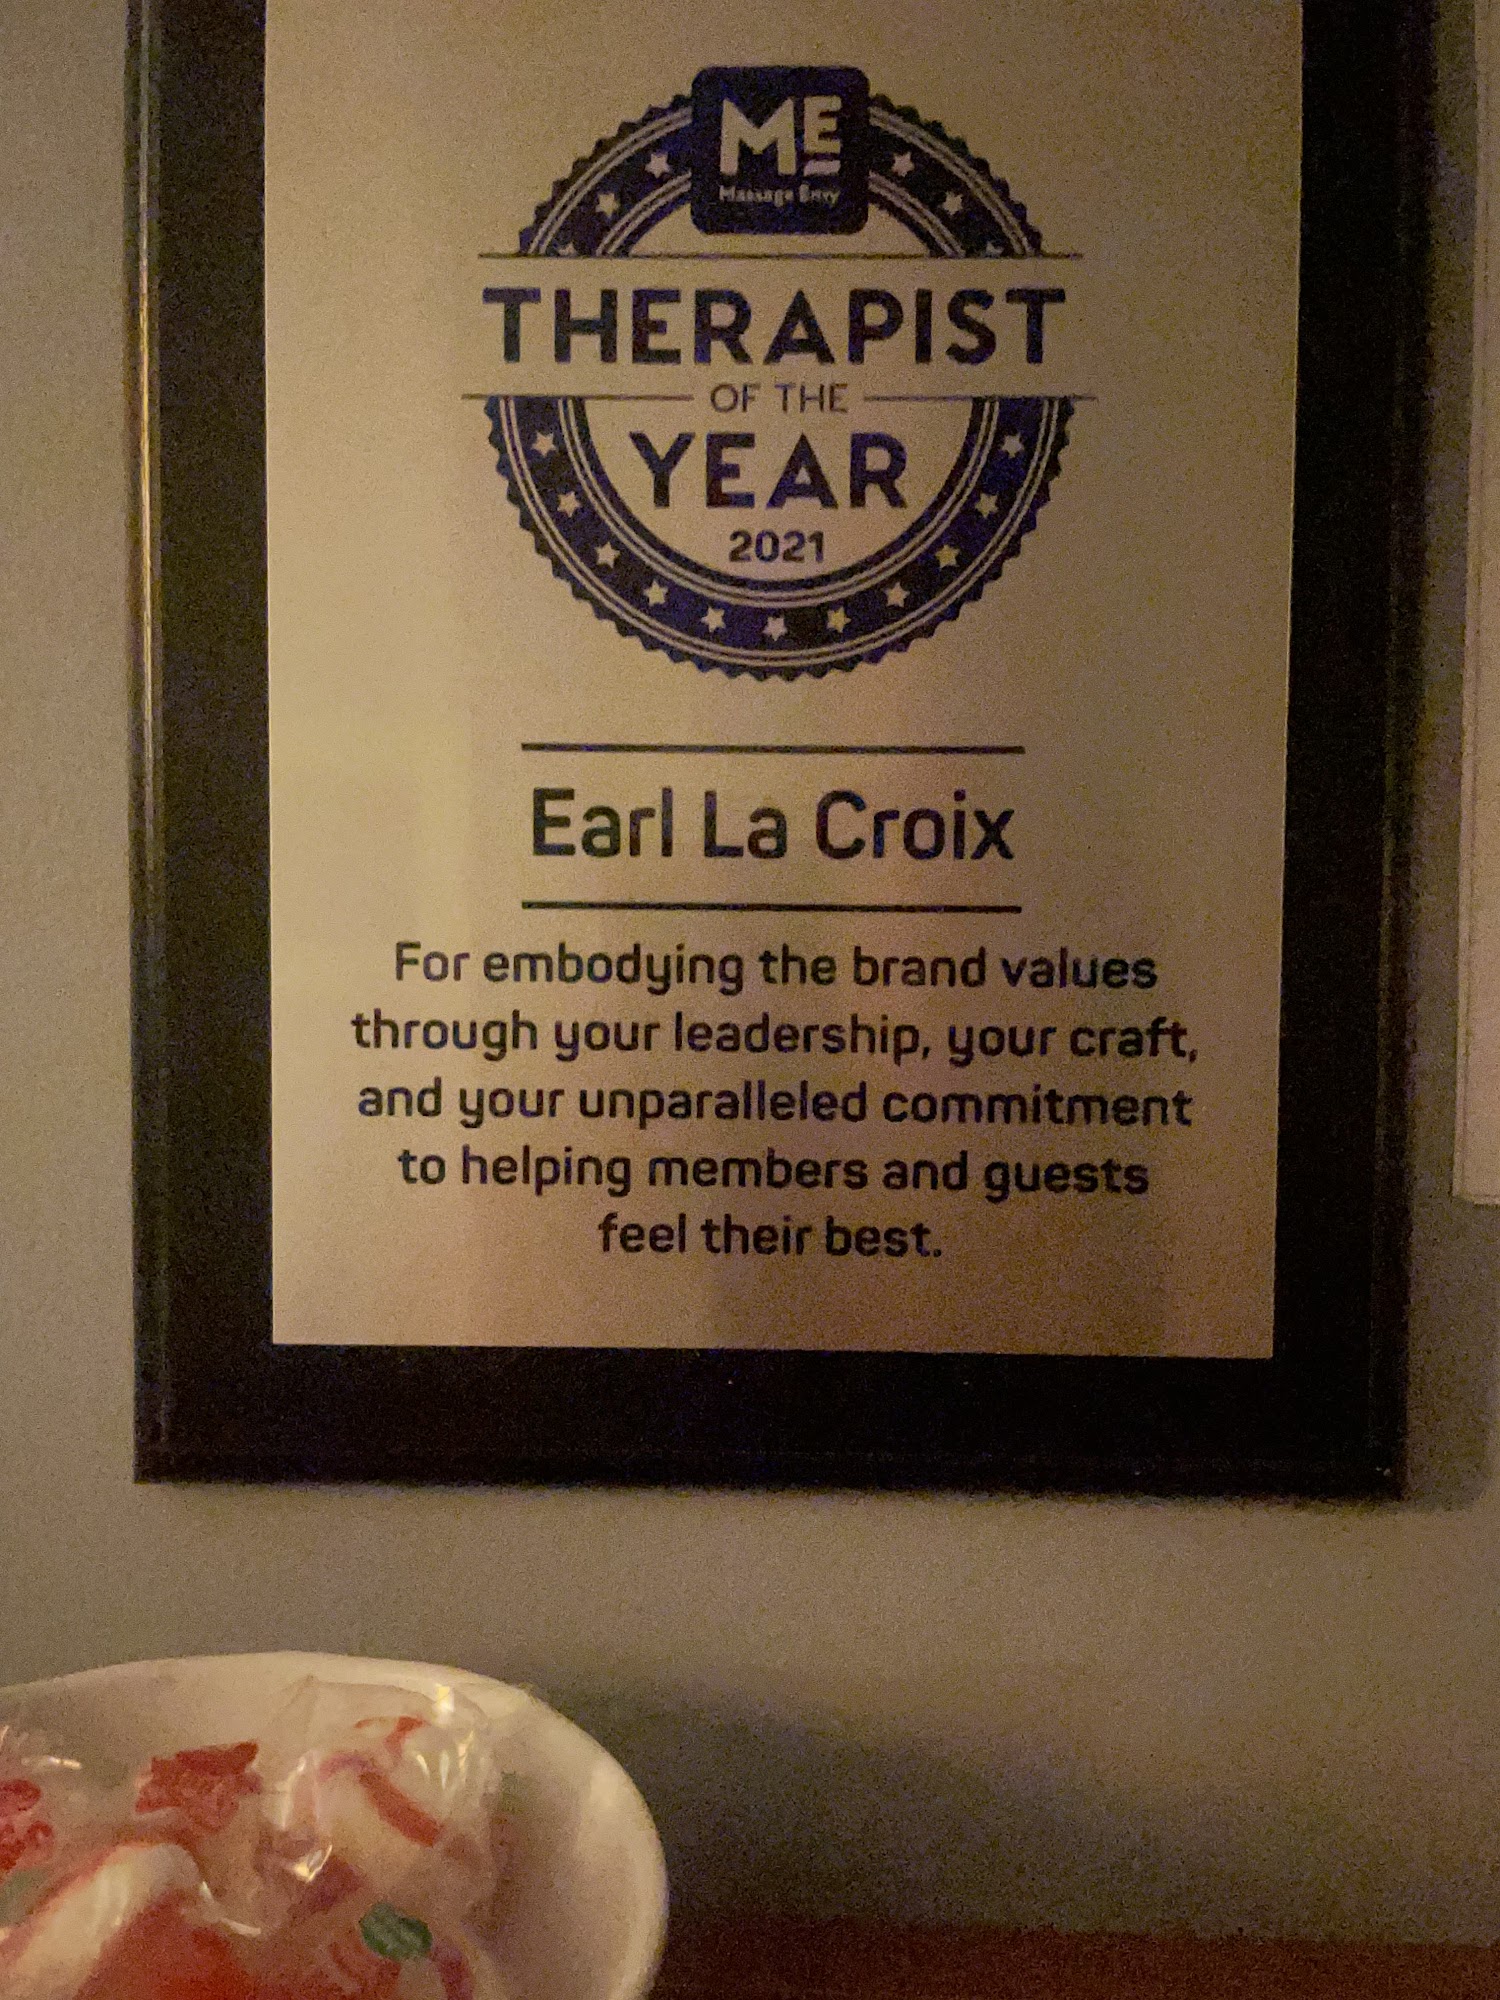 ME
Massage Envy
THERAPIST
OF THE
YEAR
2021
Earl La Croix
For embodying the brand values
through your leadership, your craft,
and your unparalleled commitment
to helping members and guests
feel their best.